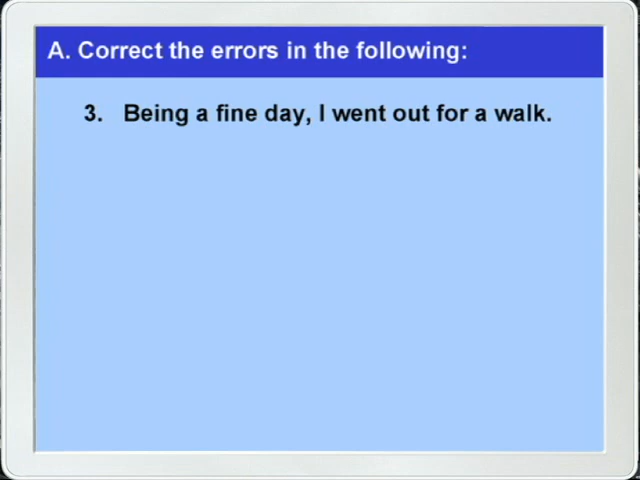 A. Correct the errors in the following:
3. Being a fine day, I went out for a walk.